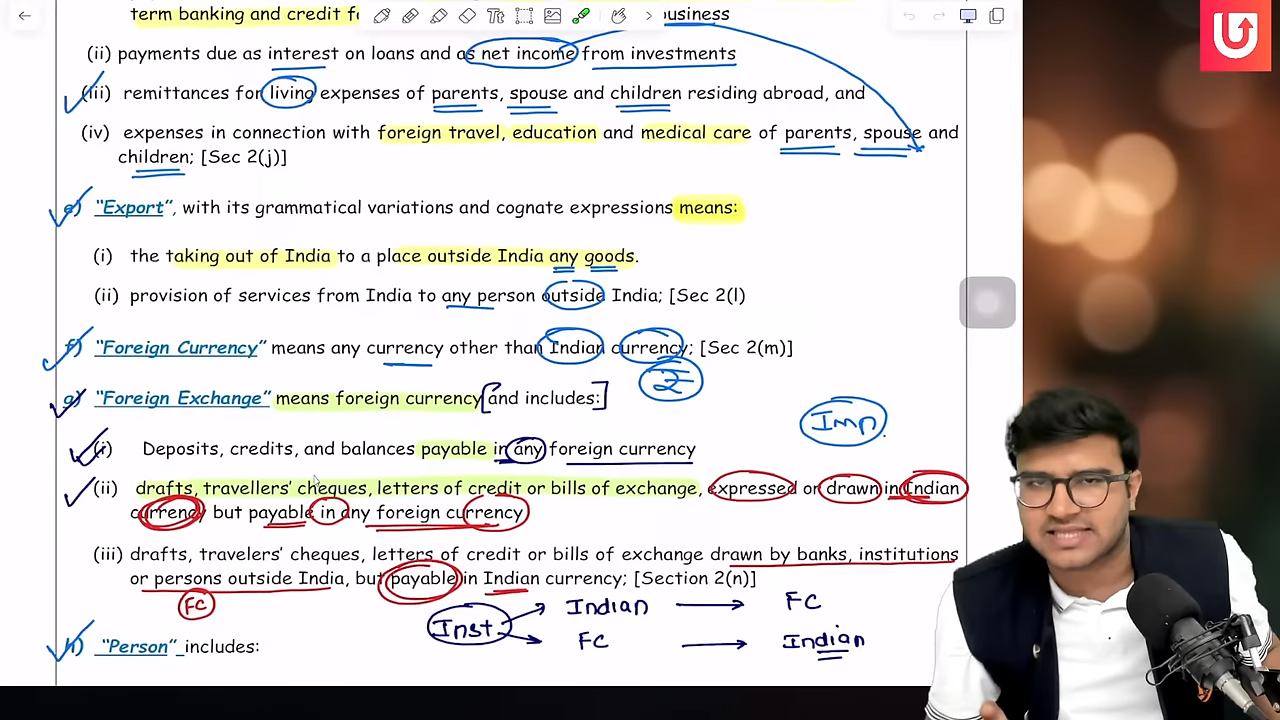 term banking and credit f
business
(ii) payments due as interest on loans and as net income from investments
(iii) remittances for living expenses of parents, spouse and children residing abroad, and
(iv) expenses in connection with foreign travel, education and medical care of parents, spouse and
children; [Sec 2(j)]
e) "Export", with its grammatical variations and cognate expressions means:
(i) the taking out of India to a place outside India any goods.
(ii) provision of services from India to any person outside India; [Sec 2(l)
f) "Foreign Currency" means any currency other than Indian currency; [Sec 2(m)]
g) "Foreign Exchange" means foreign currency [and includes:]
Imp.
(i) Deposits, credits, and balances payable in any foreign currency
(ii) drafts, travellers' cheques, letters of credit or bills of exchange, expressed or drawn in Indian
currency but payable in any foreign currency
(iii) drafts, travelers' cheques, letters of credit or bills of exchange drawn by banks, institutions
or persons outside India, but payable in Indian currency; [Section 2(n)]
FC
Inst
Indian → FC
FC → Indian
h) "Person" includes: